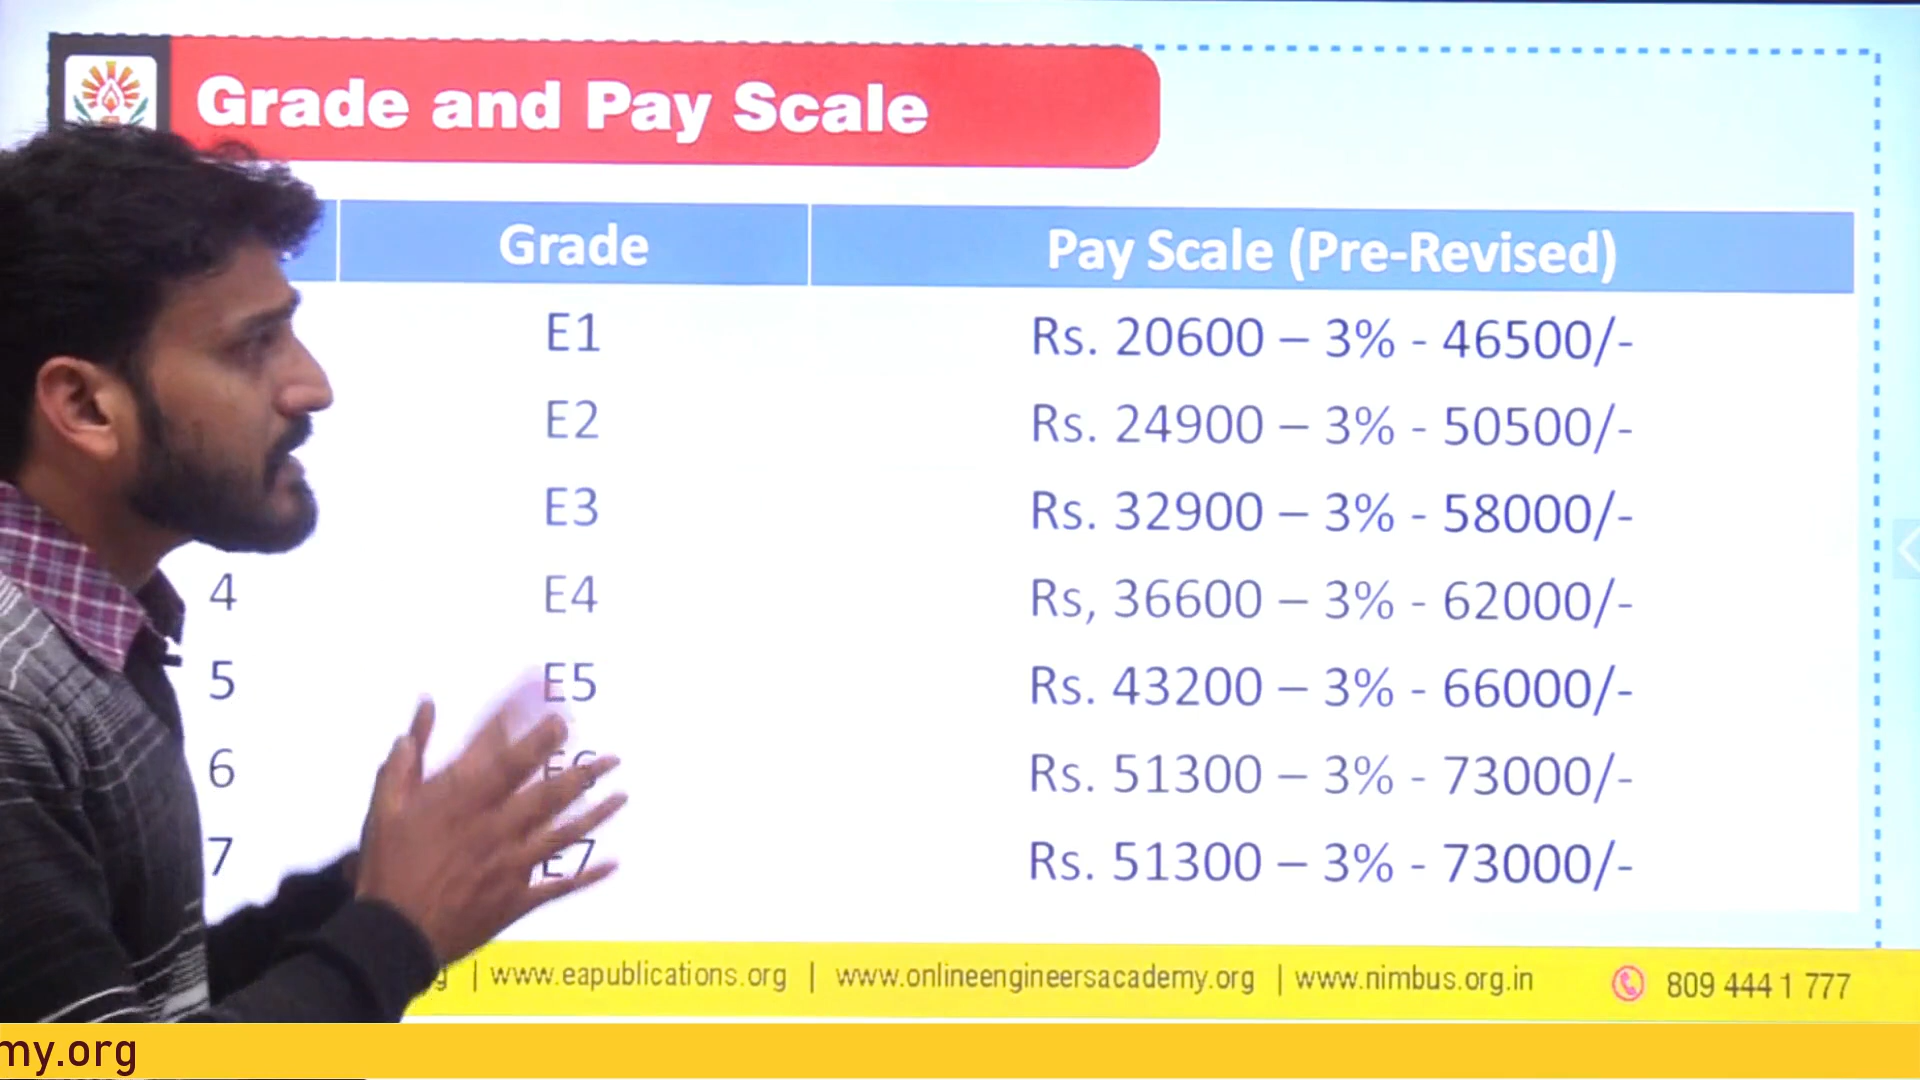 Grade and Pay Scale
Grade Pay Scale (Pre-Revised)
E1 Rs. 20600 – 3% - 46500/-
E2 Rs. 24900 – 3% - 50500/-
E3 Rs. 32900 – 3% - 58000/-
4 E4 Rs, 36600 – 3% - 62000/-
5 E5 Rs. 43200 – 3% - 66000/-
6 E6 Rs. 51300 – 3% - 73000/-
7 E7 Rs. 51300 – 3% - 73000/-
| www.eapublications.org | www.onlineengineersacademy.org | www.nimbus.org.in 809 444 1 777
my.org